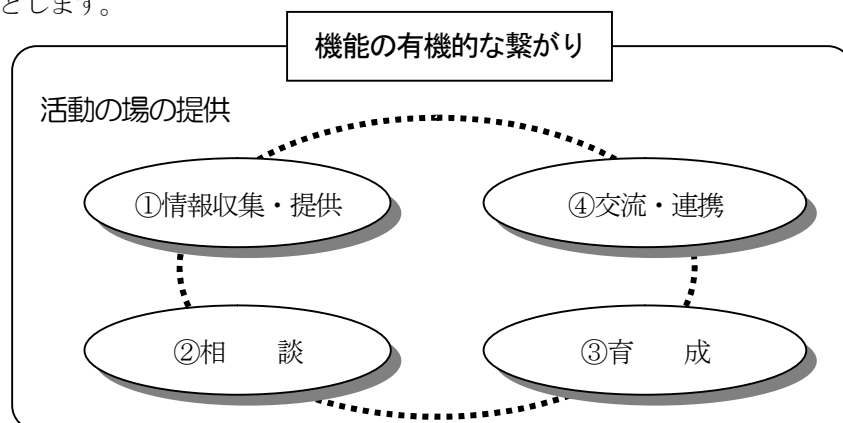 とします。
機能の有機的な繋がり
活動の場の提供
①情報収集・提供
④交流・連携
②相　　談
③育　　成